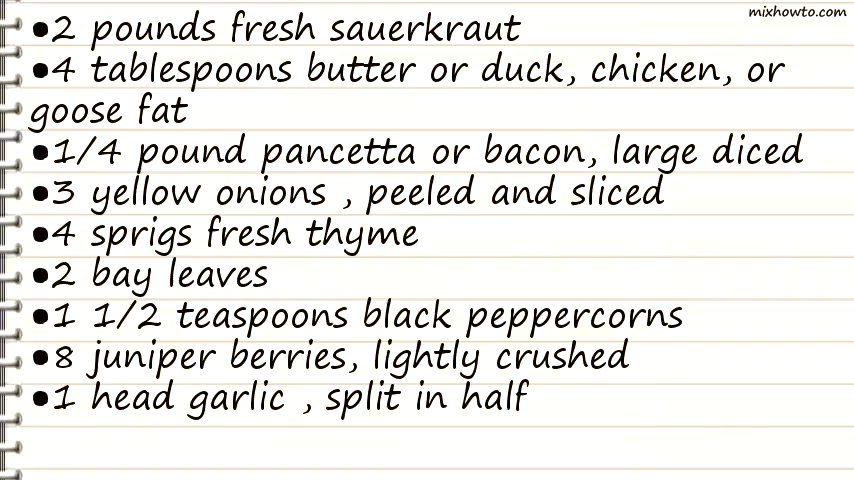 mixhowto.com
•2 pounds fresh sauerkraut
•4 tablespoons butter or duck, chicken, or
goose fat
•1/4 pound pancetta or bacon, large diced
•3 yellow onions , peeled and sliced
•4 sprigs fresh thyme
•2 bay leaves
•1 1/2 teaspoons black peppercorns
•8 juniper berries, lightly crushed
•1 head garlic , split in half